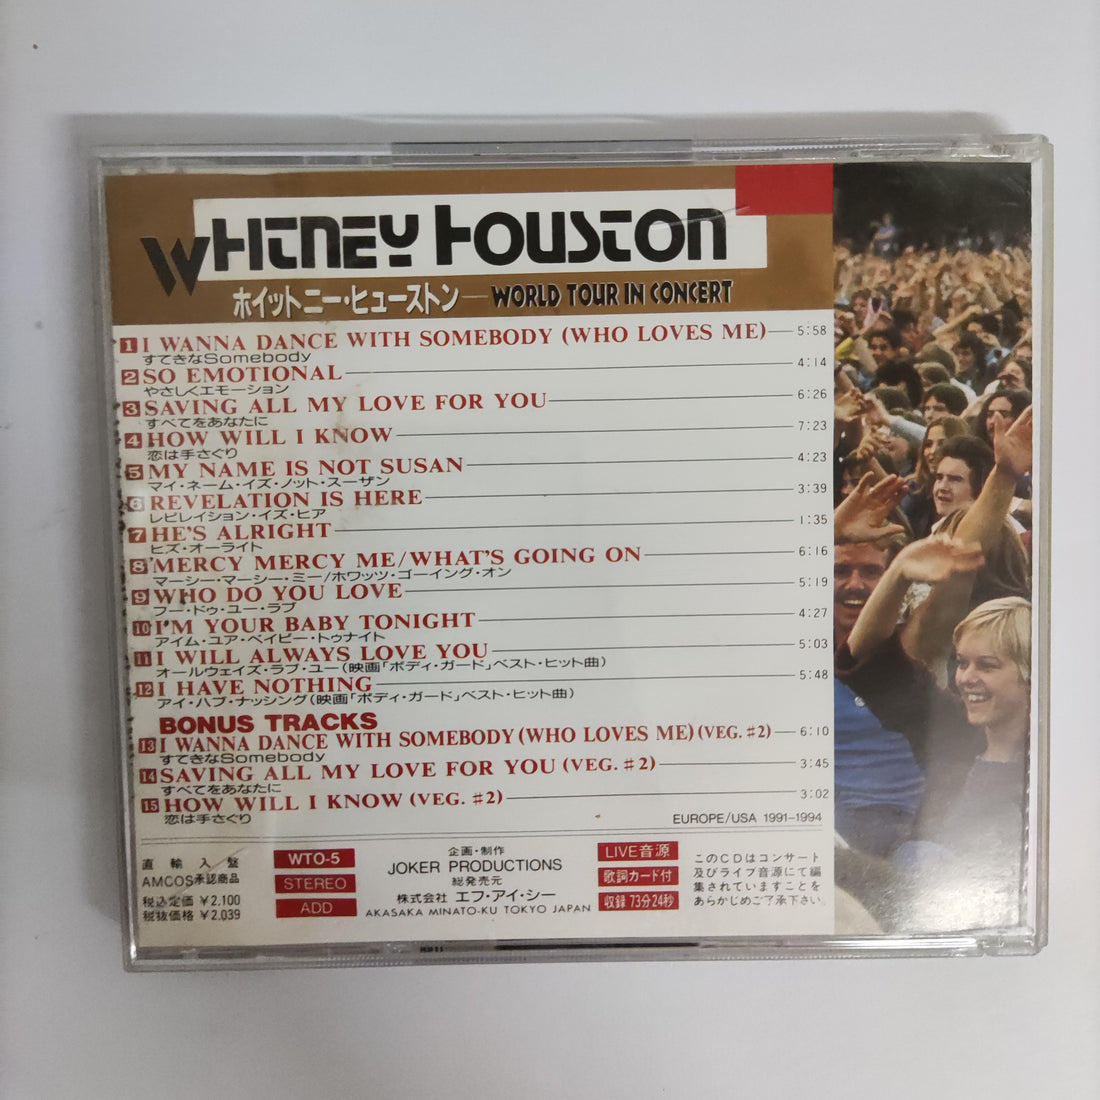 WHITNEY HOUSTON
ホイットニー・ヒューストン—WORLD TOUR IN CONCERT
1 I WANNA DANCE WITH SOMEBODY (WHO LOVES ME) 5:58
すてきなSomebody
2 SO EMOTIONAL 4:14
やさしくエモーション
3 SAVING ALL MY LOVE FOR YOU 6:26
すべてをあなたに
4 HOW WILL I KNOW 7:23
恋は手さぐり
5 MY NAME IS NOT SUSAN 4:23
マイ・ネーム・イズ・ノット・スーザン
6 REVELATION IS HERE 3:39
レビレイション・イズ・ヒア
7 HE'S ALRIGHT 1:35
ヒズ・オーライト
8 MERCY MERCY ME/WHAT'S GOING ON 6:16
マーシー・マーシー・ミー/ホワッツ・ゴーイング・オン
9 WHO DO YOU LOVE 5:19
フー・ドゥ・ユー・ラブ
10 I'M YOUR BABY TONIGHT 4:27
アイム・ユア・ベイビー・トゥナイト
11 I WILL ALWAYS LOVE YOU 5:03
オールウェイズ・ラブ・ユー(映画「ボディ・ガード」ベスト・ヒット曲)
12 I HAVE NOTHING 5:48
アイ・ハブ・ナッシング(映画「ボディ・ガード」ベスト・ヒット曲)
BONUS TRACKS
13 I WANNA DANCE WITH SOMEBODY (WHO LOVES ME) (VEG. #2) 6:10
すてきなSomebody
14 SAVING ALL MY LOVE FOR YOU (VEG. #2) 3:45
すべてをあなたに
15 HOW WILL I KNOW (VEG. #2) 3:02
恋は手さぐり
EUROPE/USA 1991-1994
直輸入盤
AMCOS承認商品
税込定価 ¥2,100
税抜価格 ¥2,039
WTO-5
STEREO
ADD
企画・制作
JOKER PRODUCTIONS
総発売元
株式会社 エフ・アイ・シー
AKASAKA MINATO-KU TOKYO JAPAN
LIVE音源
歌詞カード付
収録 73分24秒
このCDはコンサート
及びライブ音源にて編
集されていますことを
あらかじめご了承下さい。